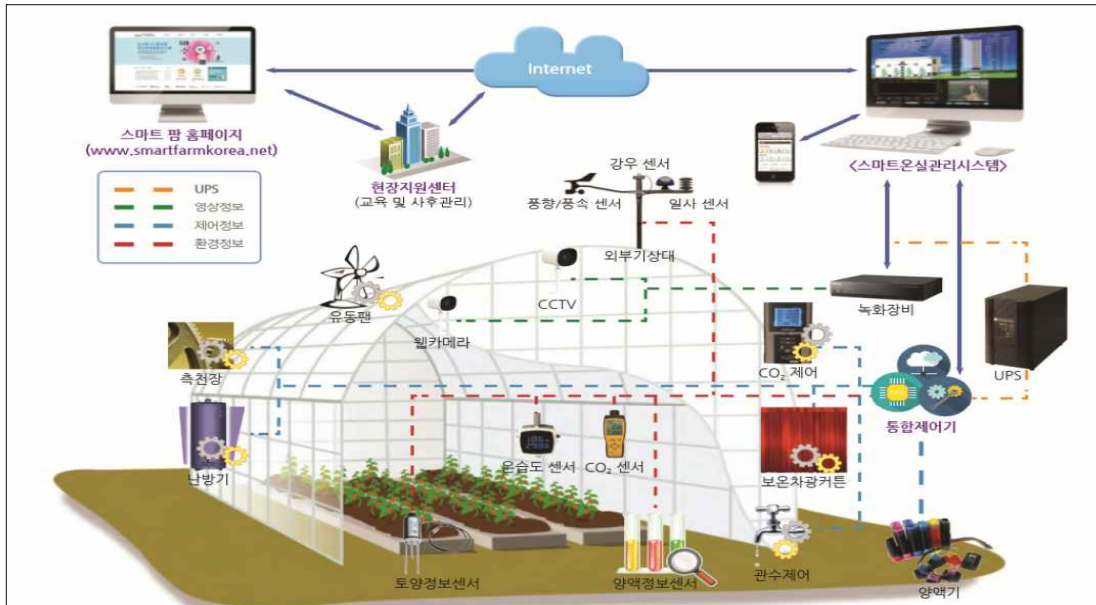 Internet
스마트 팜 홈페이지
(www.smartfarmkorea.net)
현장지원센터
(교육 및 사후관리)
<스마트온실관리시스템>
UPS
영상정보
제어정보
환경정보
강우 센서
풍향/풍속 센서
일사 센서
외부기상대
유동팬
CCTV
웹카메라
녹화장비
측천장
CO₂ 제어
UPS
통합제어기
난방기
온습도 센서
CO₂ 센서
보온차광커튼
토양정보센서
양액정보센서
관수제어
양액기